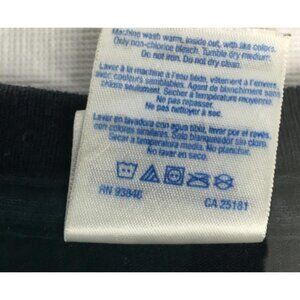 Machine wash warm, inside out, with like colors.
Only non-chlorine bleach. Tumble dry medium.
Do not iron. Do not dry clean.
Laver à la machine à l'eau tiède, vêtement à l'envers,
avec couleurs semblables. Agent de blanchiment sans
chlore seulement. Sécher à température moyenne.
Ne pas repasser.
Pas nettoyer à sec.
Lavar en lavadora con agua tibia, lavar por el revés,
con colores similares. Solo blanqueador sin cloro.
Secar a temperatura media. No planchar.
No lavar en seco.
RN 93846
CA 25181